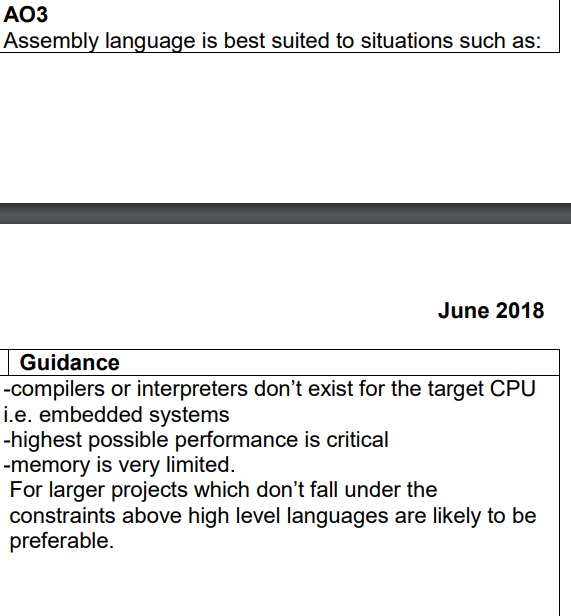 AO3
Assembly language is best suited to situations such as:
June 2018
Guidance
-compilers or interpreters don’t exist for the target CPU
i.e. embedded systems
-highest possible performance is critical
-memory is very limited.
For larger projects which don’t fall under the
constraints above high level languages are likely to be
preferable.